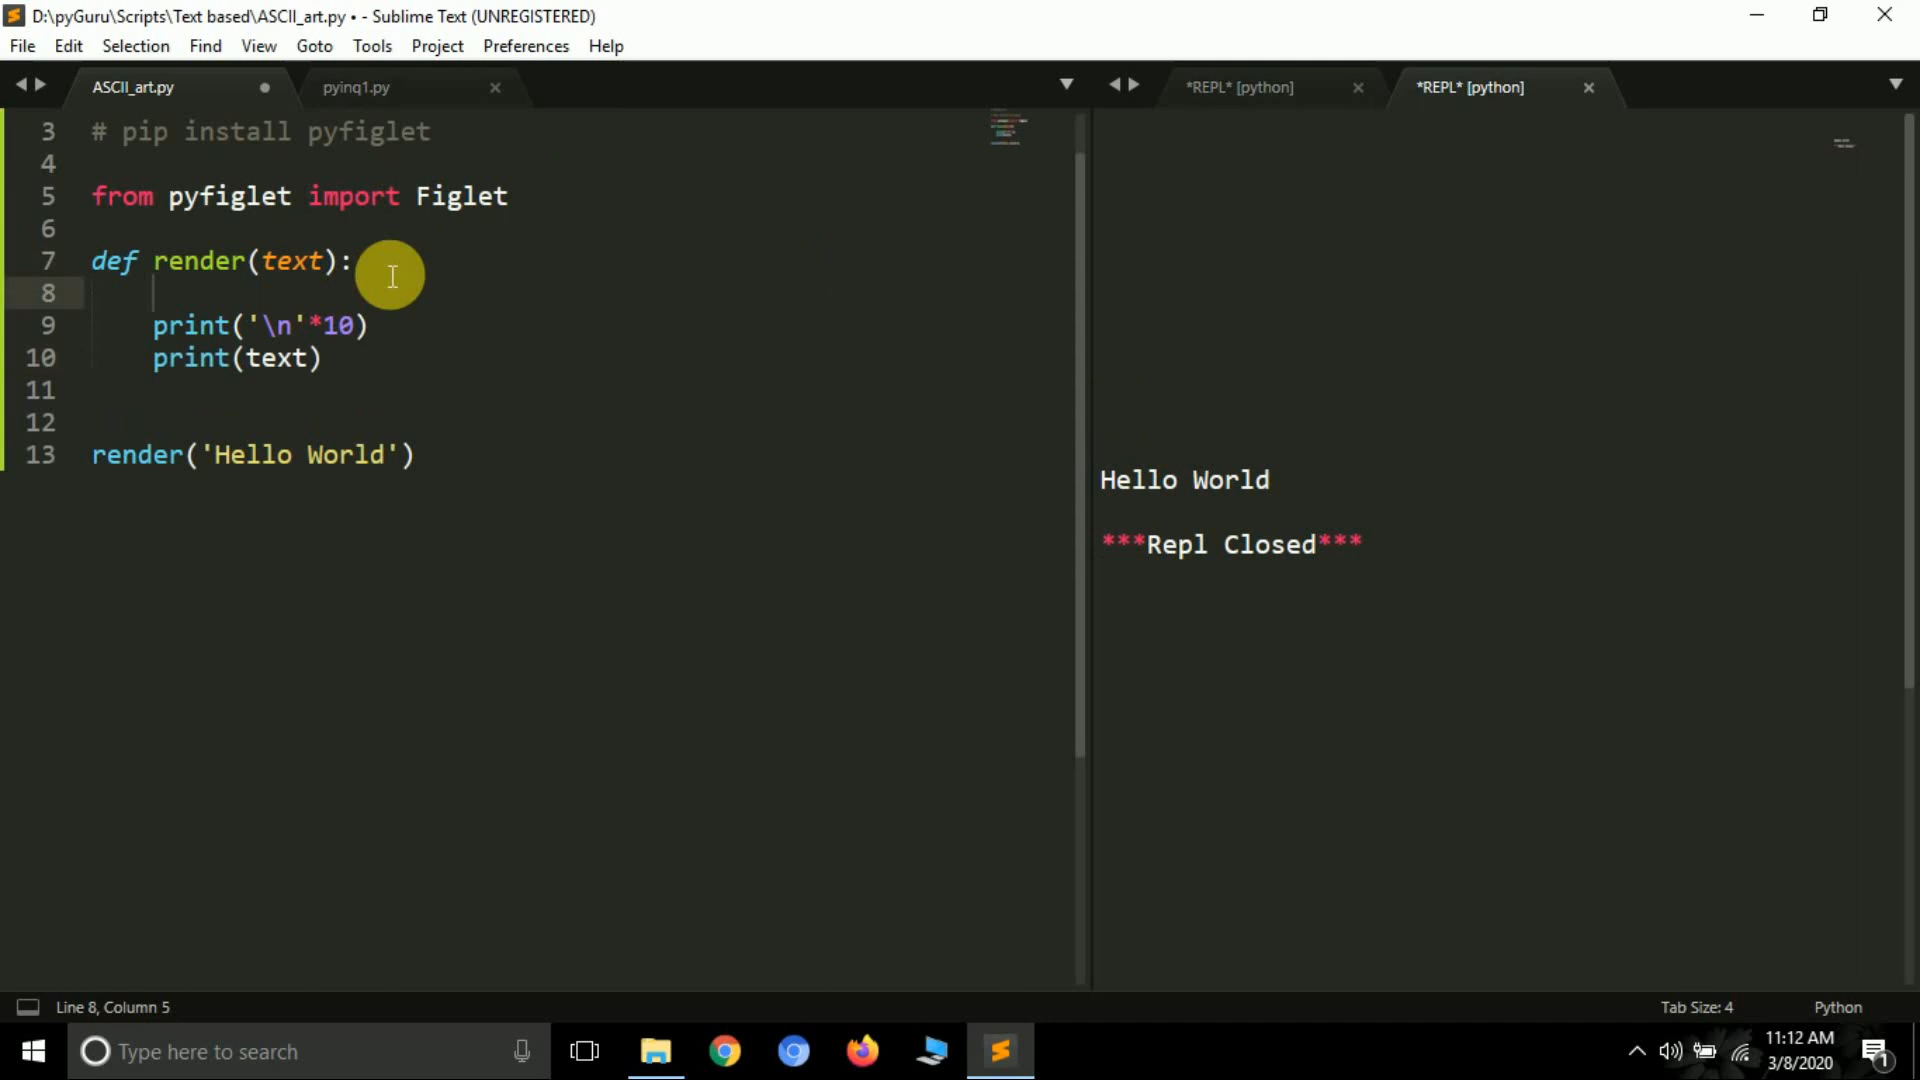 D:\pyGuru\Scripts\Text based\ASCII_art.py • - Sublime Text (UNREGISTERED)
File Edit Selection Find View Goto Tools Project Preferences Help
ASCII_art.py pyinq1.py *REPL* [python] *REPL* [python]
3 # pip install pyfiglet
4
5 from pyfiglet import Figlet
6
7 def render(text):
8
9 print('\n'*10)
10 print(text)
11
12
13 render('Hello World')
Hello World
***Repl Closed***
Line 8, Column 5 Tab Size: 4 Python
Type here to search 11:12 AM
3/8/2020 1